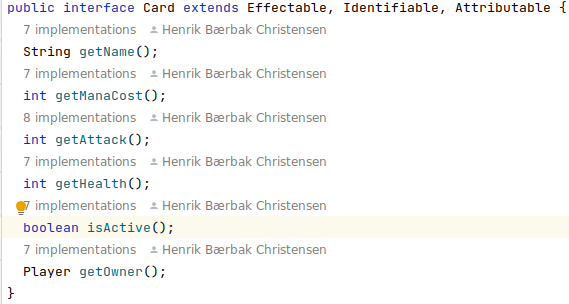 public interface Card extends Effectable, Identifiable, Attributable {
7 implementations Henrik Bærbak Christensen
String getName();
7 implementations Henrik Bærbak Christensen
int getManaCost();
8 implementations Henrik Bærbak Christensen
int getAttack();
7 implementations Henrik Bærbak Christensen
int getHealth();
7 implementations Henrik Bærbak Christensen
boolean isActive();
7 implementations Henrik Bærbak Christensen
Player getOwner();
}